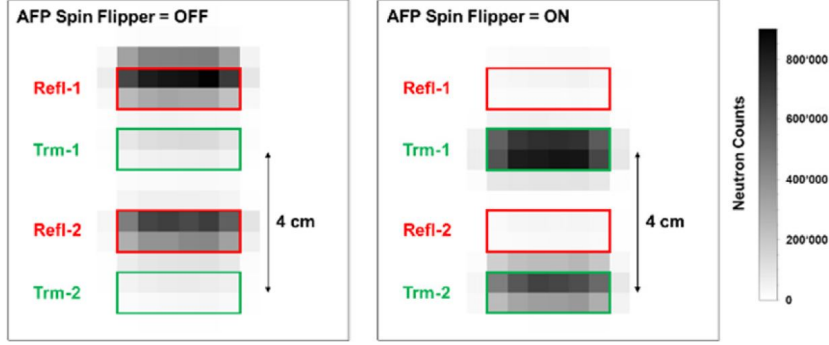 AFP Spin Flipper = OFF
Refl-1
Trm-1
Refl-2
4 cm
Trm-2
AFP Spin Flipper = ON
Refl-1
Trm-1
Refl-2
4 cm
Trm-2
Neutron Counts
800'000
600'000
400'000
200'000
0